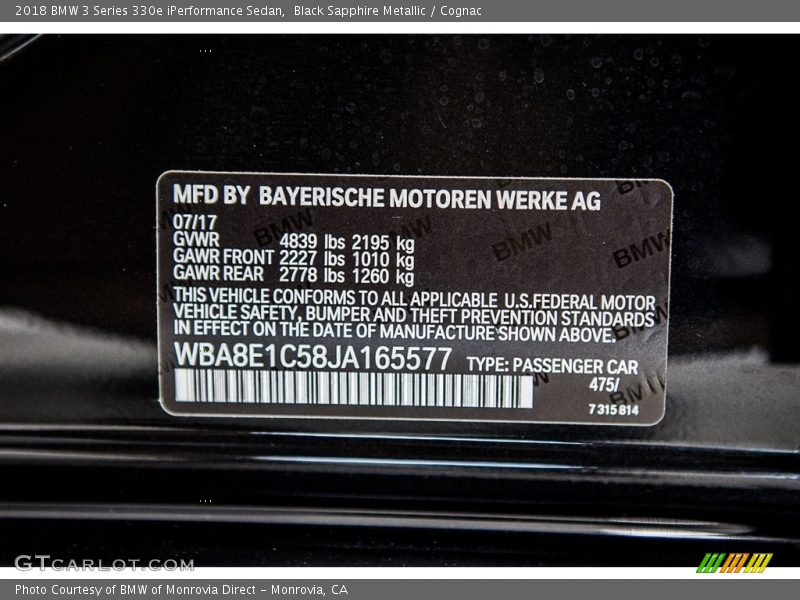 2018 BMW 3 Series 330e iPerformance Sedan, Black Sapphire Metallic / Cognac
MFD BY BAYERISCHE MOTOREN WERKE AG
07/17
GVWR 4839 lbs 2195 kg
GAWR FRONT 2227 lbs 1010 kg
GAWR REAR 2778 lbs 1260 kg
THIS VEHICLE CONFORMS TO ALL APPLICABLE U.S.FEDERAL MOTOR
VEHICLE SAFETY, BUMPER AND THEFT PREVENTION STANDARDS
IN EFFECT ON THE DATE OF MANUFACTURE SHOWN ABOVE.
WBA8E1C58JA165577 TYPE: PASSENGER CAR
475/
7 315 814
GTCARLOT.COM
Photo Courtesy of BMW of Monrovia Direct - Monrovia, CA